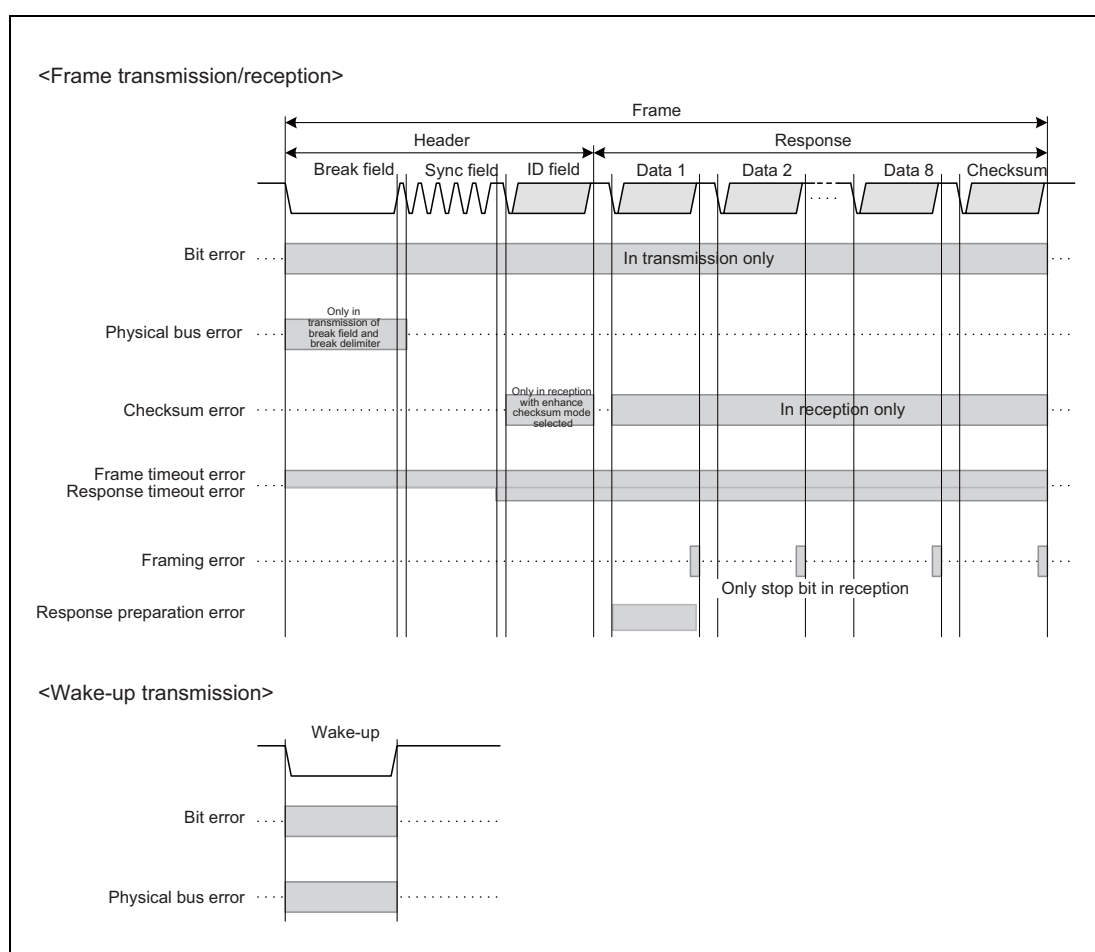 <Frame transmission/reception>
Frame
Header
Response
Break field
Sync field
ID field
Data 1
Data 2
Data 8
Checksum
Bit error
In transmission only
Physical bus error
Only in
transmission of
break field and
break delimiter
Checksum error
Only in reception
with enhance
checksum mode
selected
In reception only
Frame timeout error
Response timeout error
Framing error
Only stop bit in reception
Response preparation error
<Wake-up transmission>
Wake-up
Bit error
Physical bus error